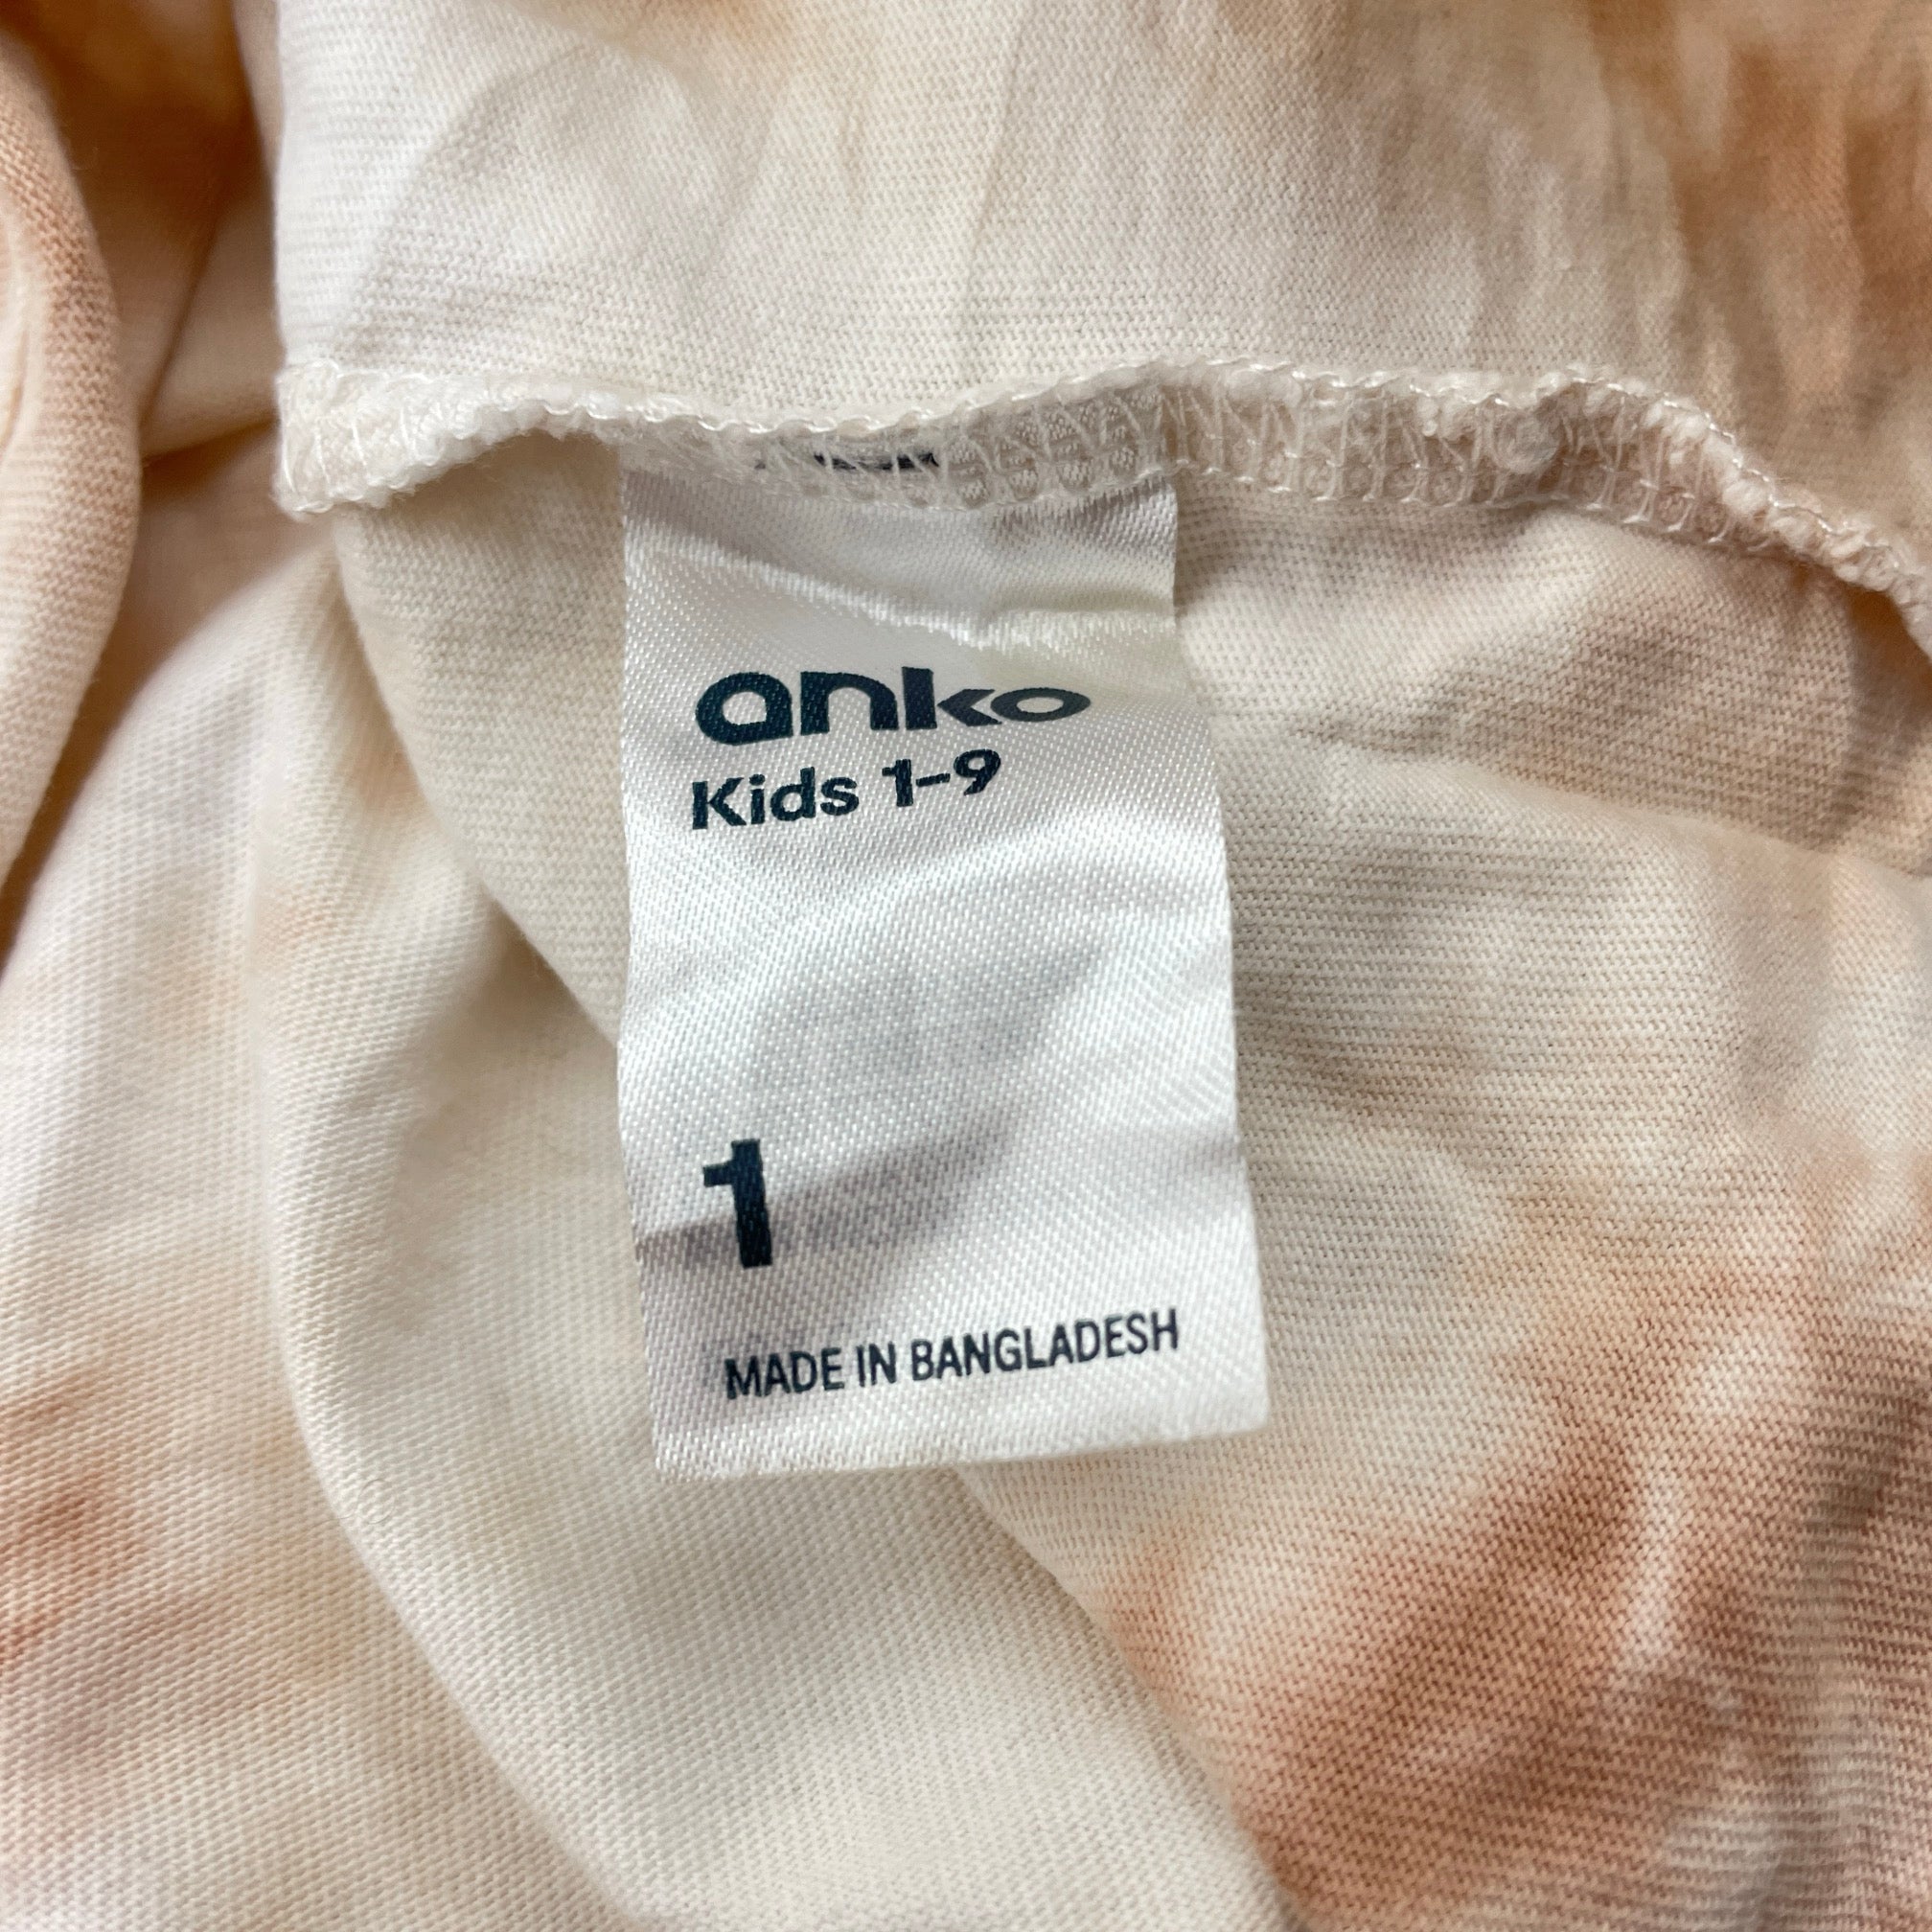 anko
Kids 1-9
1
MADE IN BANGLADESH